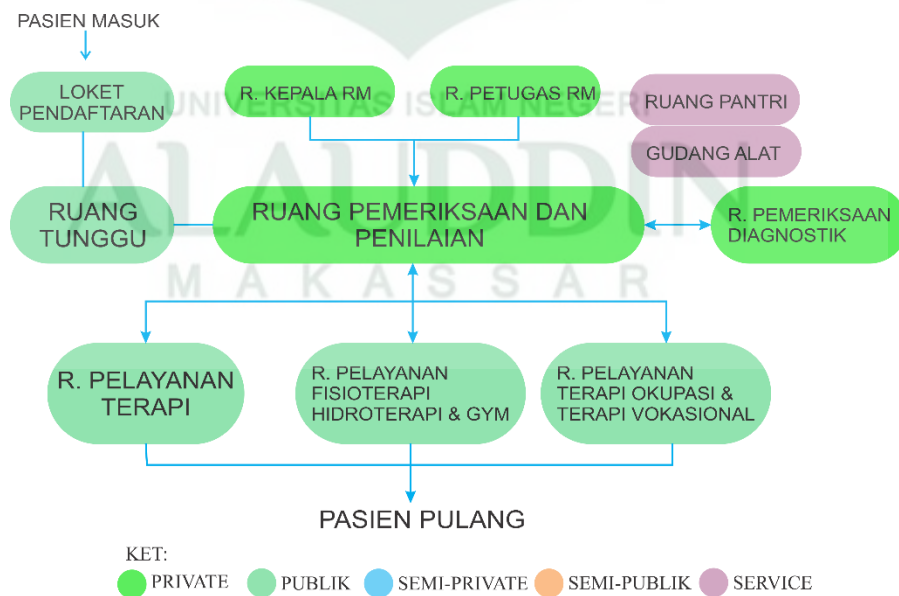 PASIEN MASUK
LOKET
PENDAFTARAN
R. KEPALA RM
R. PETUGAS RM
RUANG PANTRI
UNIVERSITAS ISLAM NEGERI
GUDANG ALAT
ALAUDDIN
RUANG
TUNGGU
RUANG PEMERIKSAAN DAN
PENILAIAN
R. PEMERIKSAAN
DIAGNOSTIK
MAKASSAR
R. PELAYANAN
TERAPI
R. PELAYANAN
FISIOTERAPI
HIDROTERAPI & GYM
R. PELAYANAN
TERAPI OKUPASI &
TERAPI VOKASIONAL
PASIEN PULANG
KET:
PRIVATE PUBLIK SEMI-PRIVATE SEMI-PUBLIK SERVICE